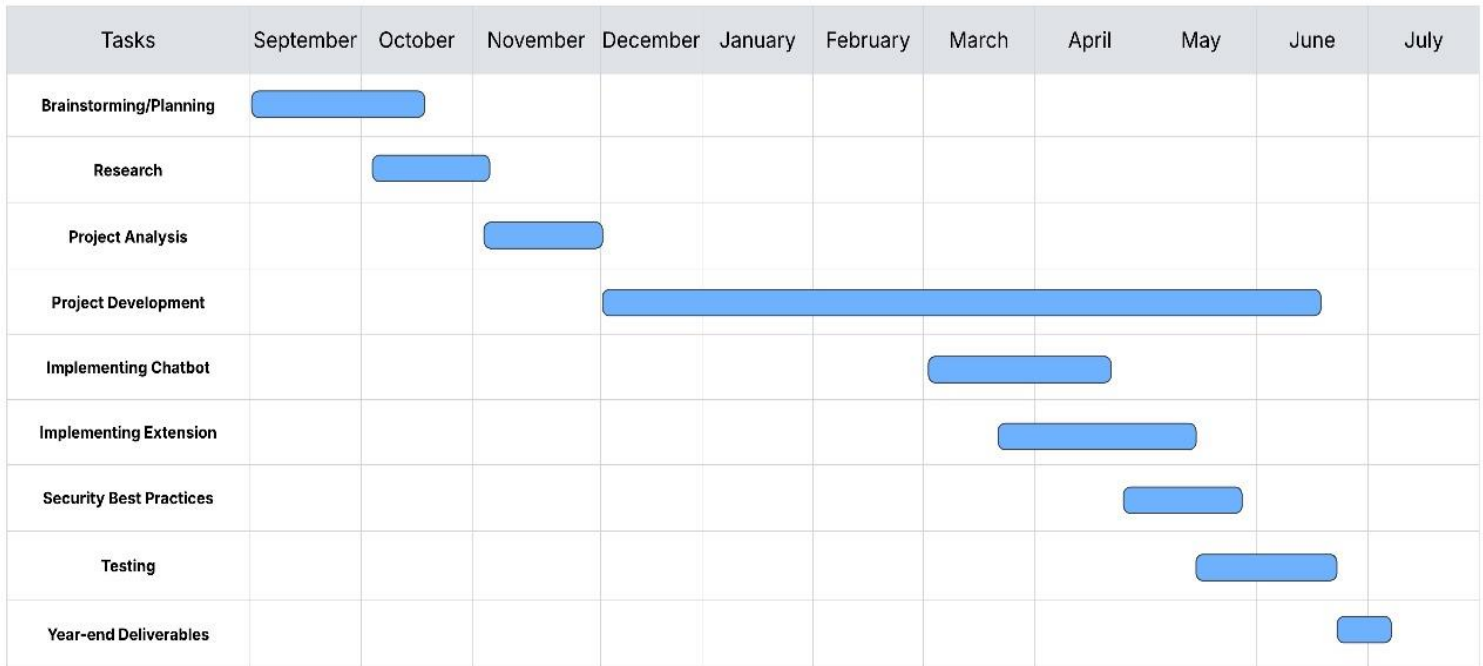 Tasks September October November December January February March April May June July
Brainstorming/Planning
Research
Project Analysis
Project Development
Implementing Chatbot
Implementing Extension
Security Best Practices
Testing
Year-end Deliverables